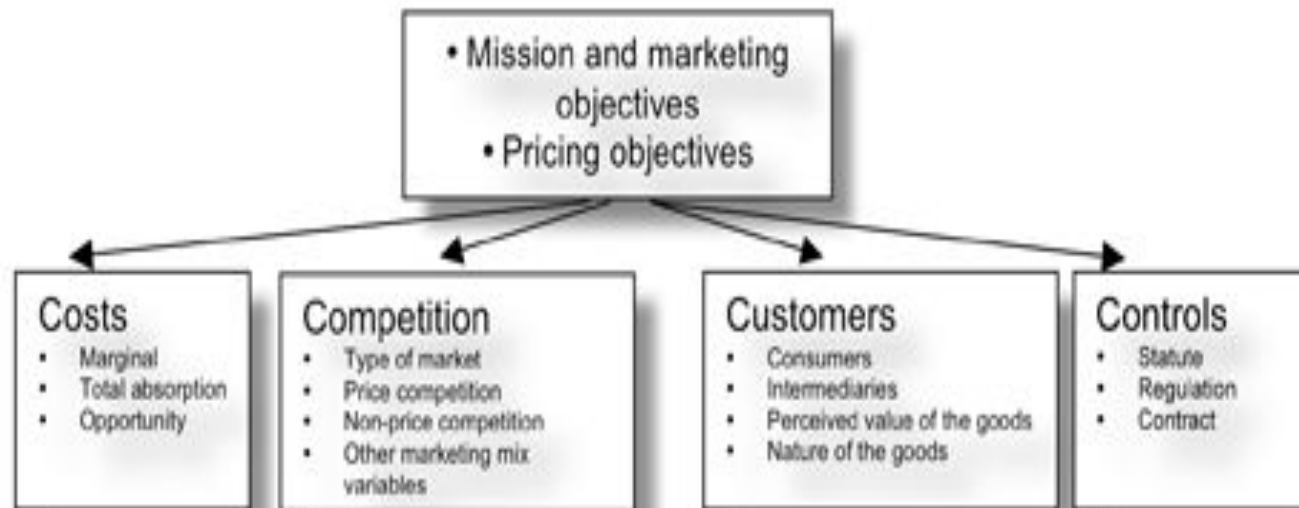 • Mission and marketing
objectives
• Pricing objectives
Costs
• Marginal
• Total absorption
• Opportunity
Competition
• Type of market
• Price competition
• Non-price competition
• Other marketing mix
variables
Customers
• Consumers
• Intermediaries
• Perceived value of the goods
• Nature of the goods
Controls
• Statute
• Regulation
• Contract